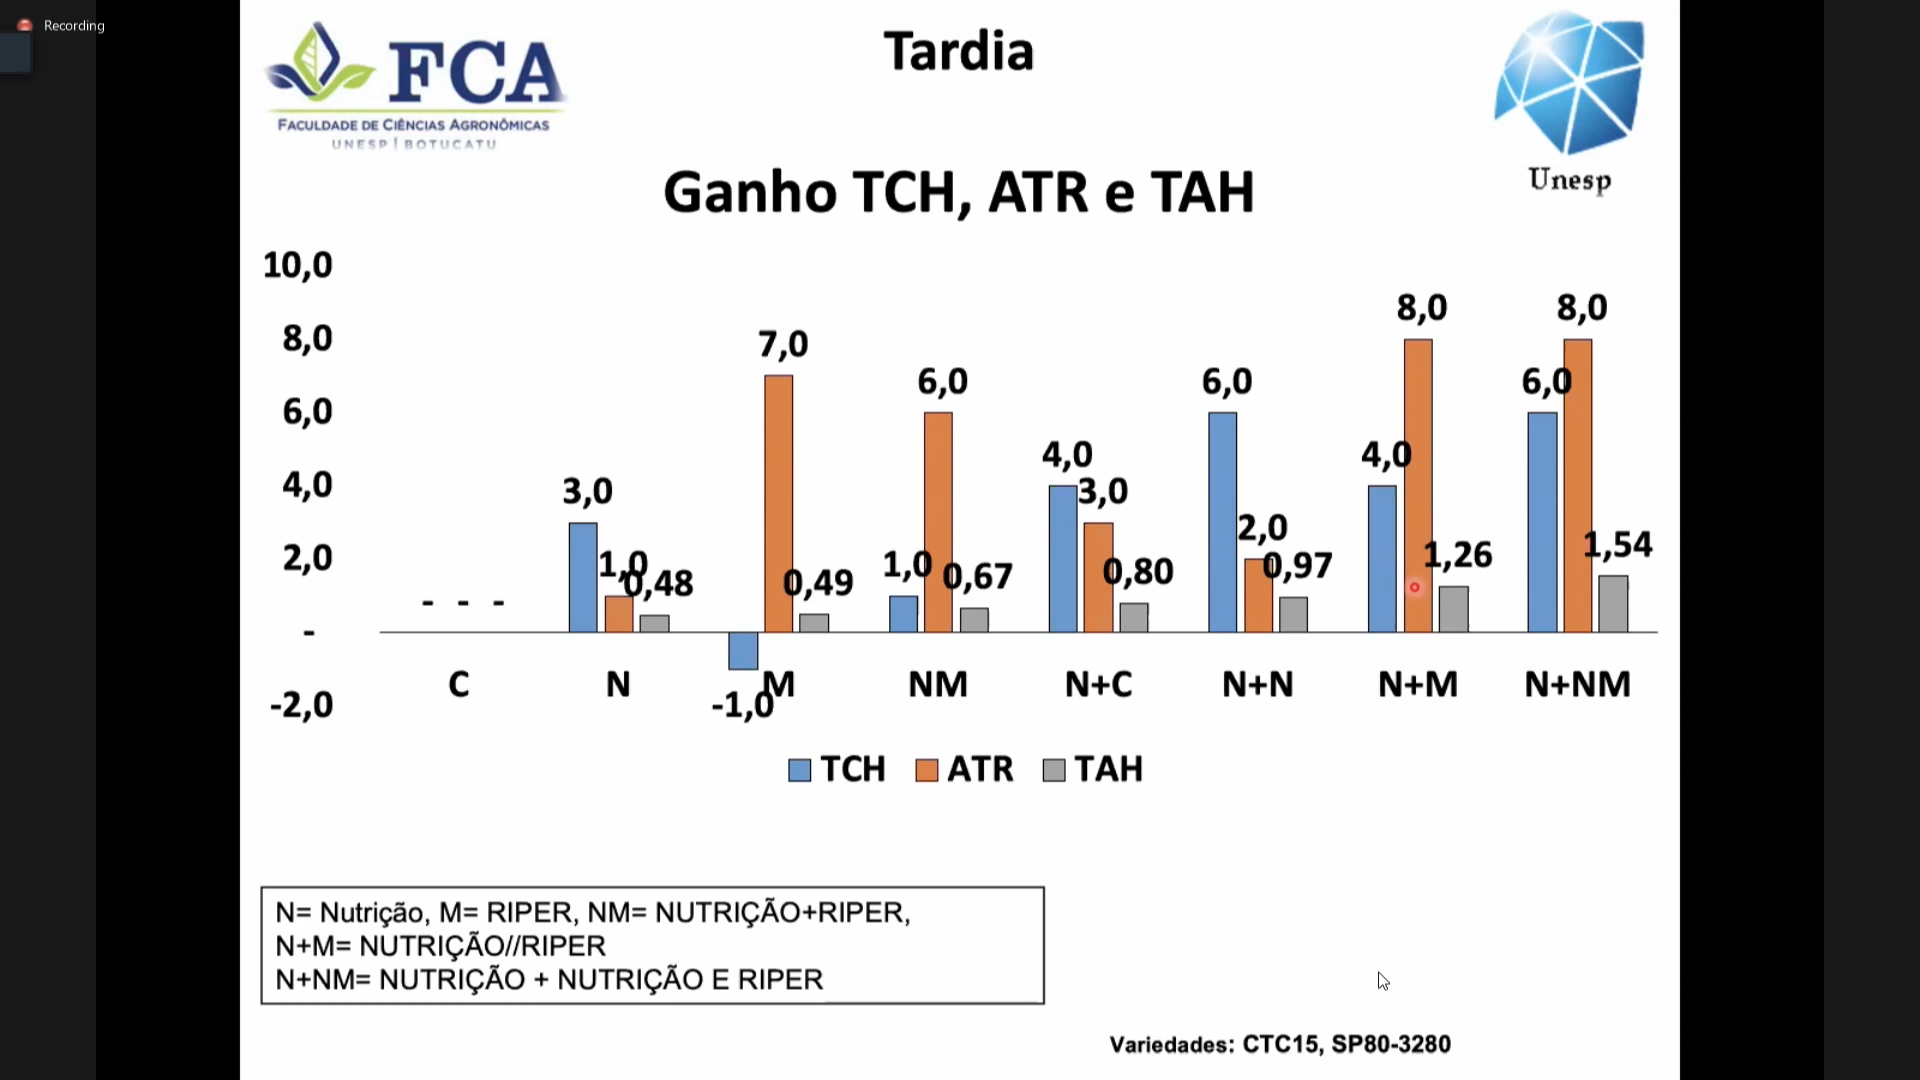 Recording
FCA
FACULDADE DE CIÊNCIAS AGRONÔMICAS
UNESP | BOTUCATU
Tardia
Unesp
Ganho TCH, ATR e TAH
10,0
8,0
6,0
4,0
2,0
-
-2,0
- - -
3,0
1,0
0,48
-1,0
7,0
0,49
1,0
6,0
0,67
4,0
3,0
0,80
6,0
2,0
0,97
4,0
8,0
1,26
6,0
8,0
1,54
C N M NM N+C N+N N+M N+NM
TCH ATR TAH
N= Nutrição, M= RIPER, NM= NUTRIÇÃO+RIPER,
N+M= NUTRIÇÃO//RIPER
N+NM= NUTRIÇÃO + NUTRIÇÃO E RIPER
Variedades: CTC15, SP80-3280